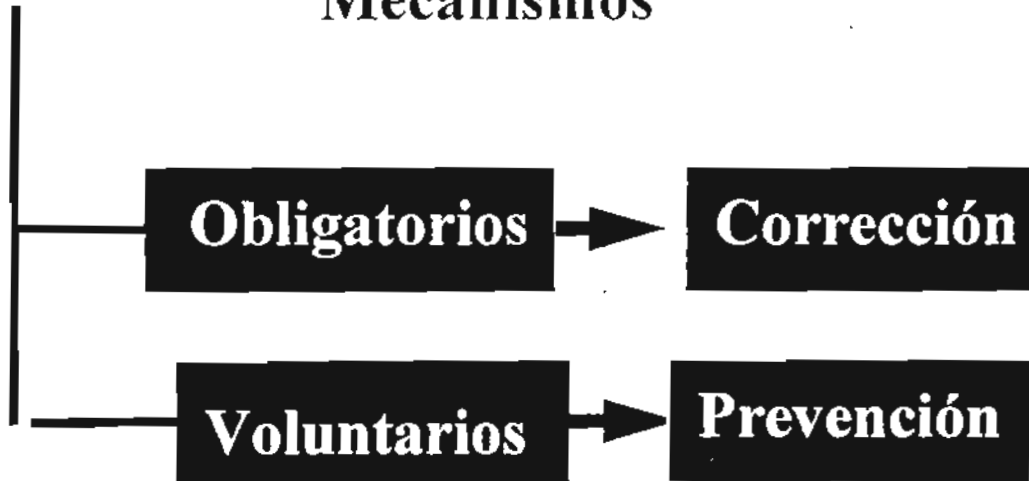 Mecanismos
Obligatorios
Corrección
Voluntarios
Prevención